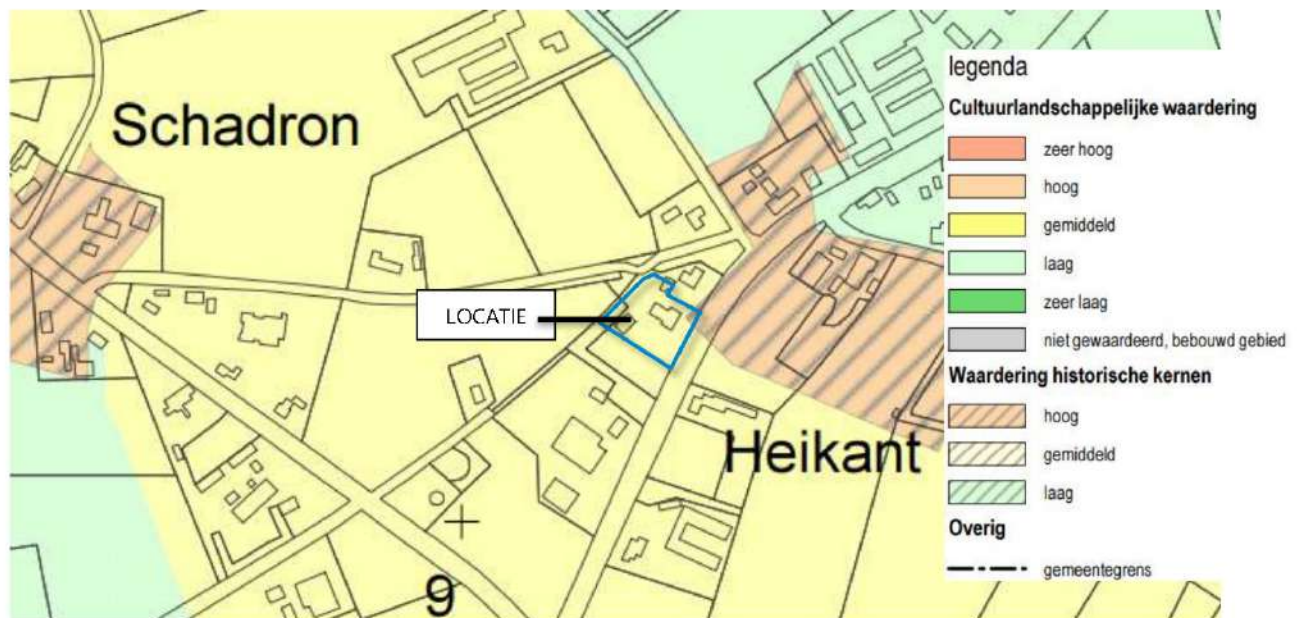 Schadron
LOCATIE
Heikant
9
legenda
Cultuurlandschappelijke waardering
zeer hoog
hoog
gemiddeld
laag
zeer laag
niet gewaardeerd, bebouwd gebied
Waardering historische kernen
hoog
gemiddeld
laag
Overig
gemeentegrens